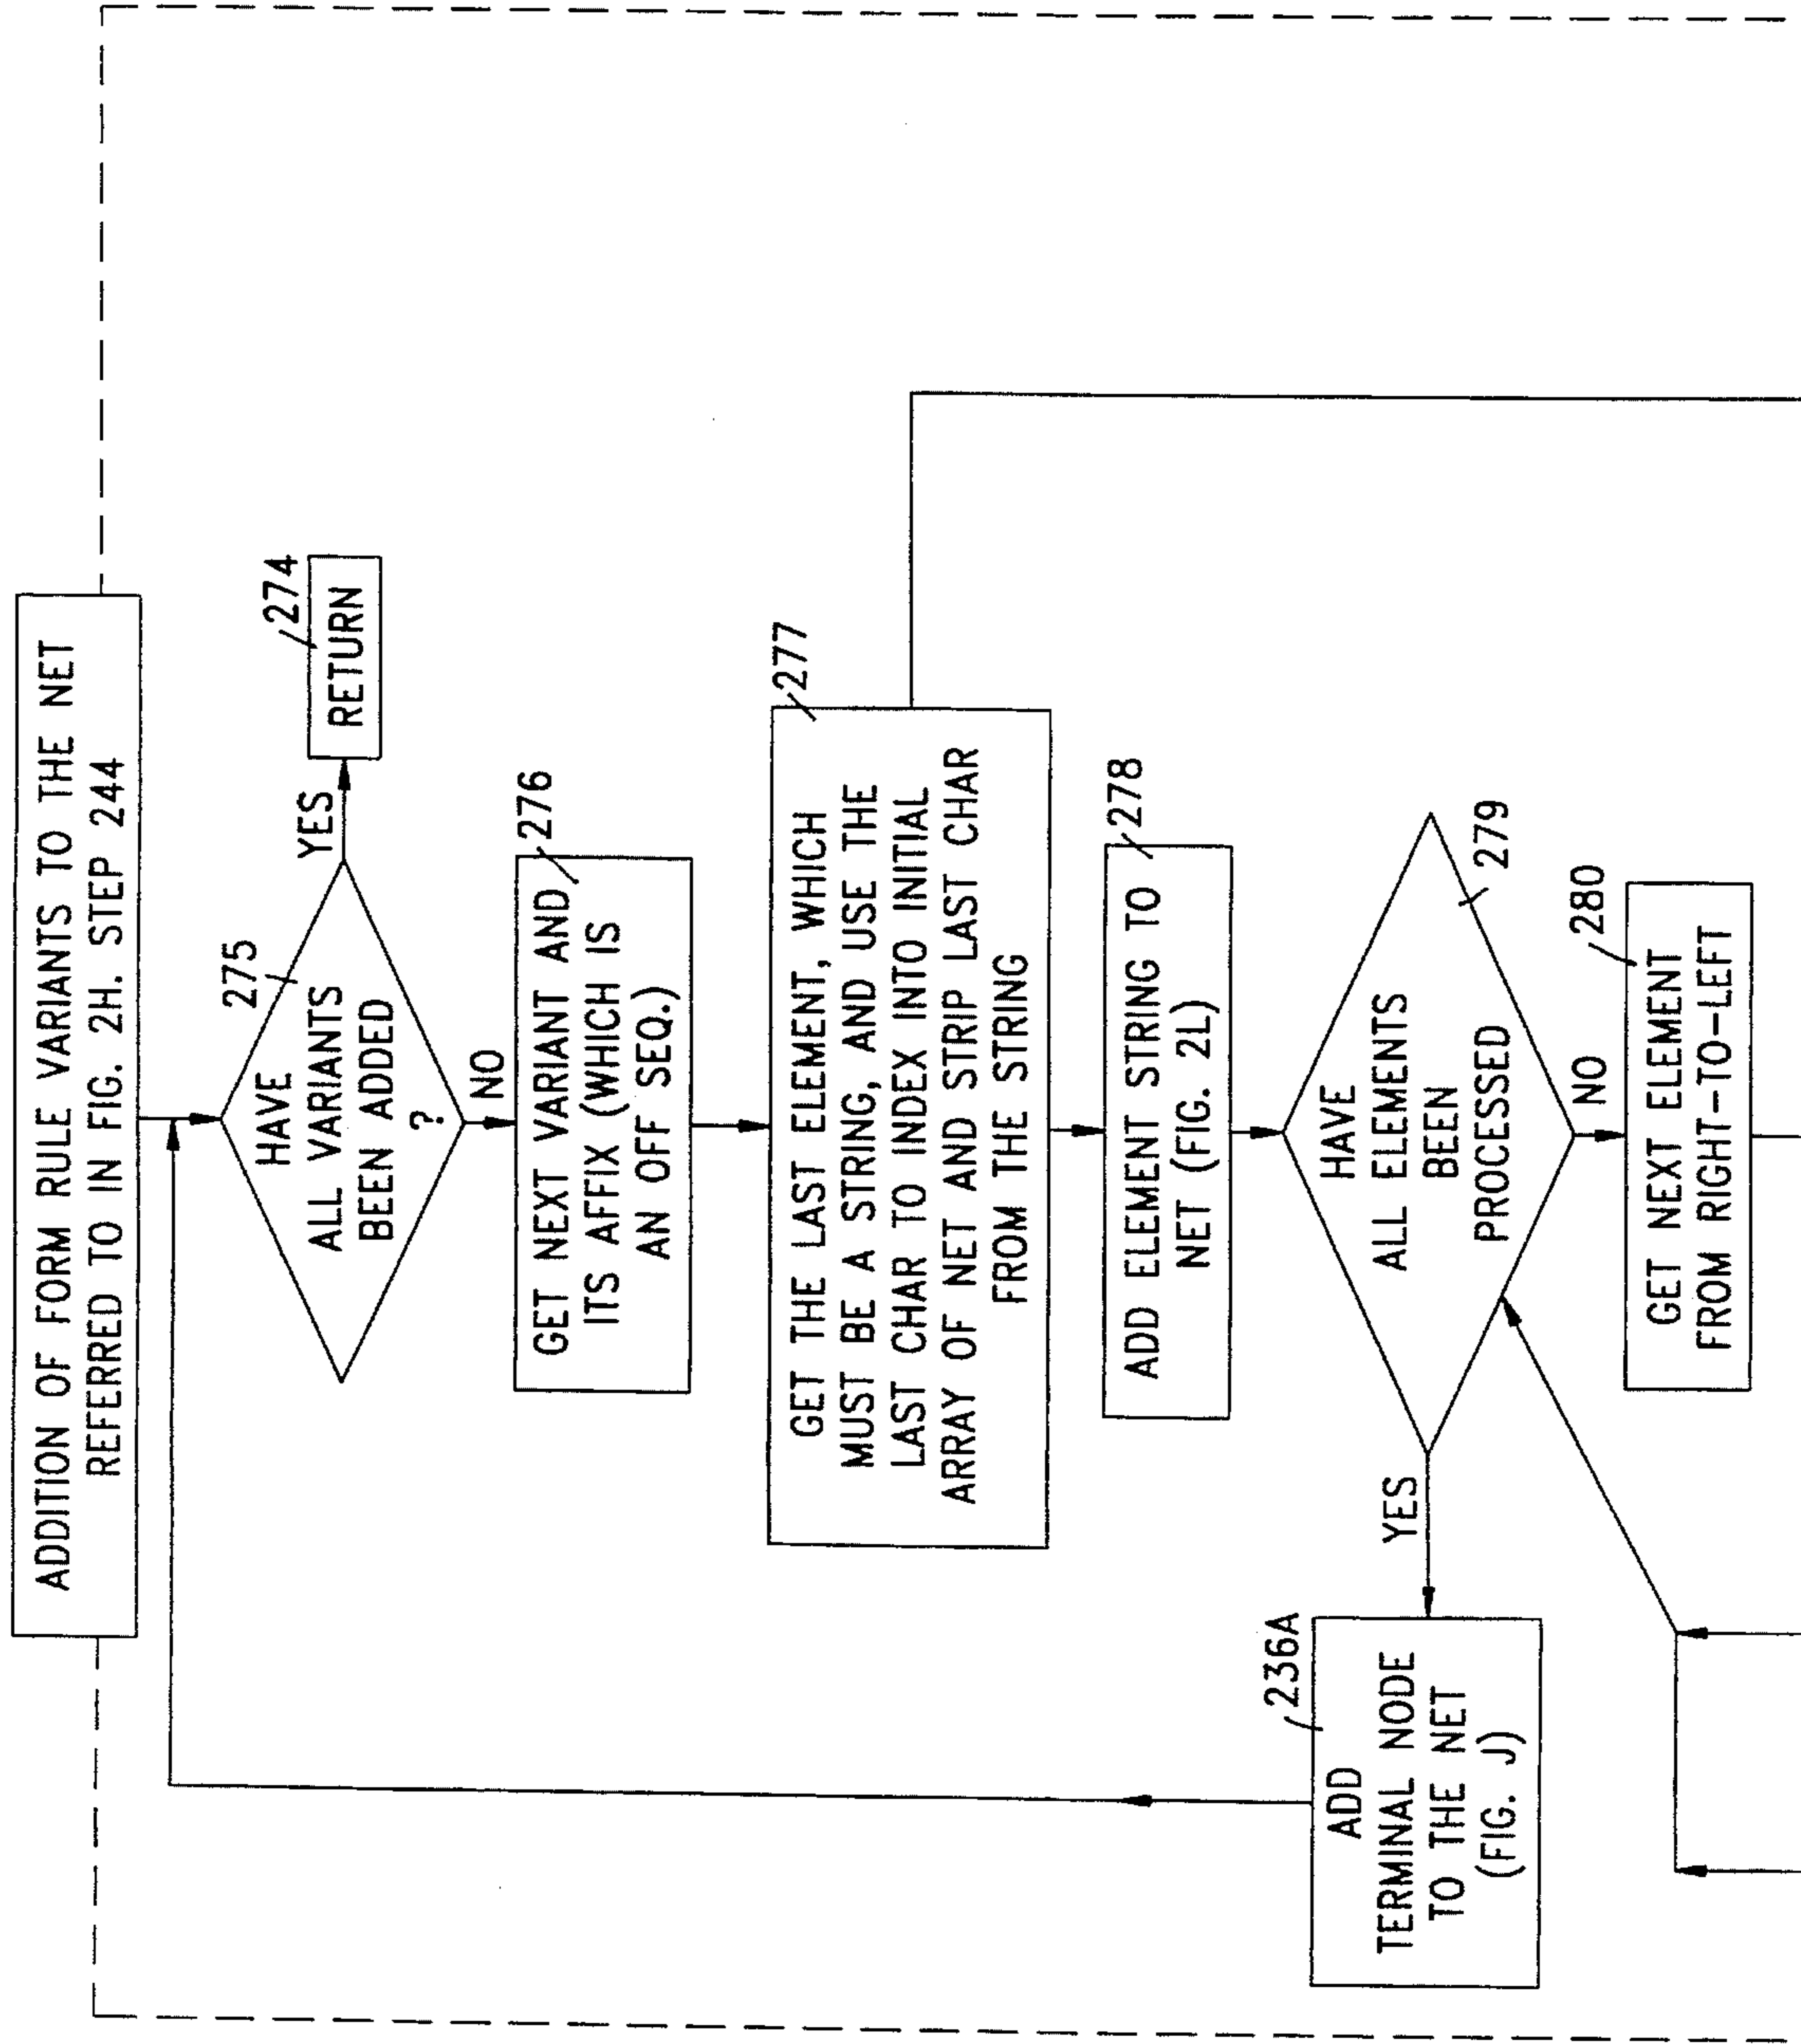 ADDITION OF FORM RULE VARIANTS TO THE NET
REFERRED TO IN FIG. 2H. STEP 244
275
HAVE
ALL VARIANTS
BEEN ADDED
?
YES
274
RETURN
NO
276
GET NEXT VARIANT AND
ITS AFFIX (WHICH IS
AN OFF SEQ.)
277
GET THE LAST ELEMENT, WHICH
MUST BE A STRING, AND USE THE
LAST CHAR TO INDEX INTO INITIAL
ARRAY OF NET AND STRIP LAST CHAR
FROM THE STRING
278
ADD ELEMENT STRING TO
NET (FIG. 2L)
279
HAVE
ALL ELEMENTS
BEEN
PROCESSED
YES
236A
ADD
TERMINAL NODE
TO THE NET
(FIG. J)
NO
280
GET NEXT ELEMENT
FROM RIGHT-TO-LEFT